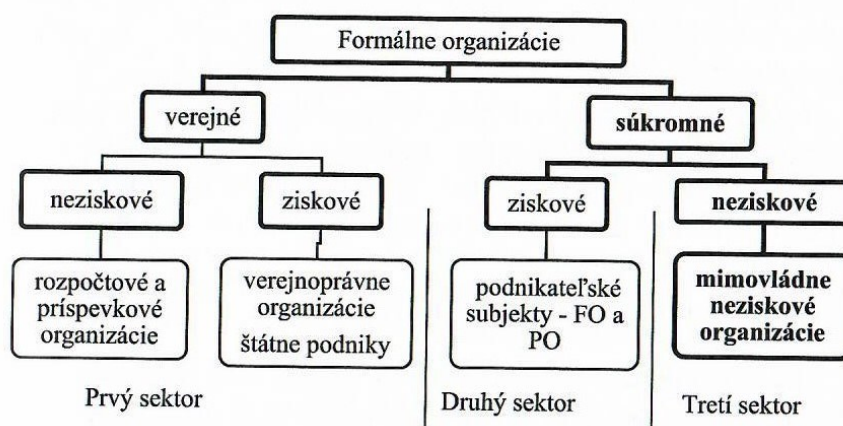 Formálne organizácie
verejné
súkromné
neziskové
ziskové
ziskové
neziskové
rozpočtové a
príspevkové
organizácie
verejnoprávne
organizácie
štátne podniky
podnikateľské
subjekty - FO a
PO
mimovládne
neziskové
organizácie
Prvý sektor
Druhý sektor
Tretí sektor